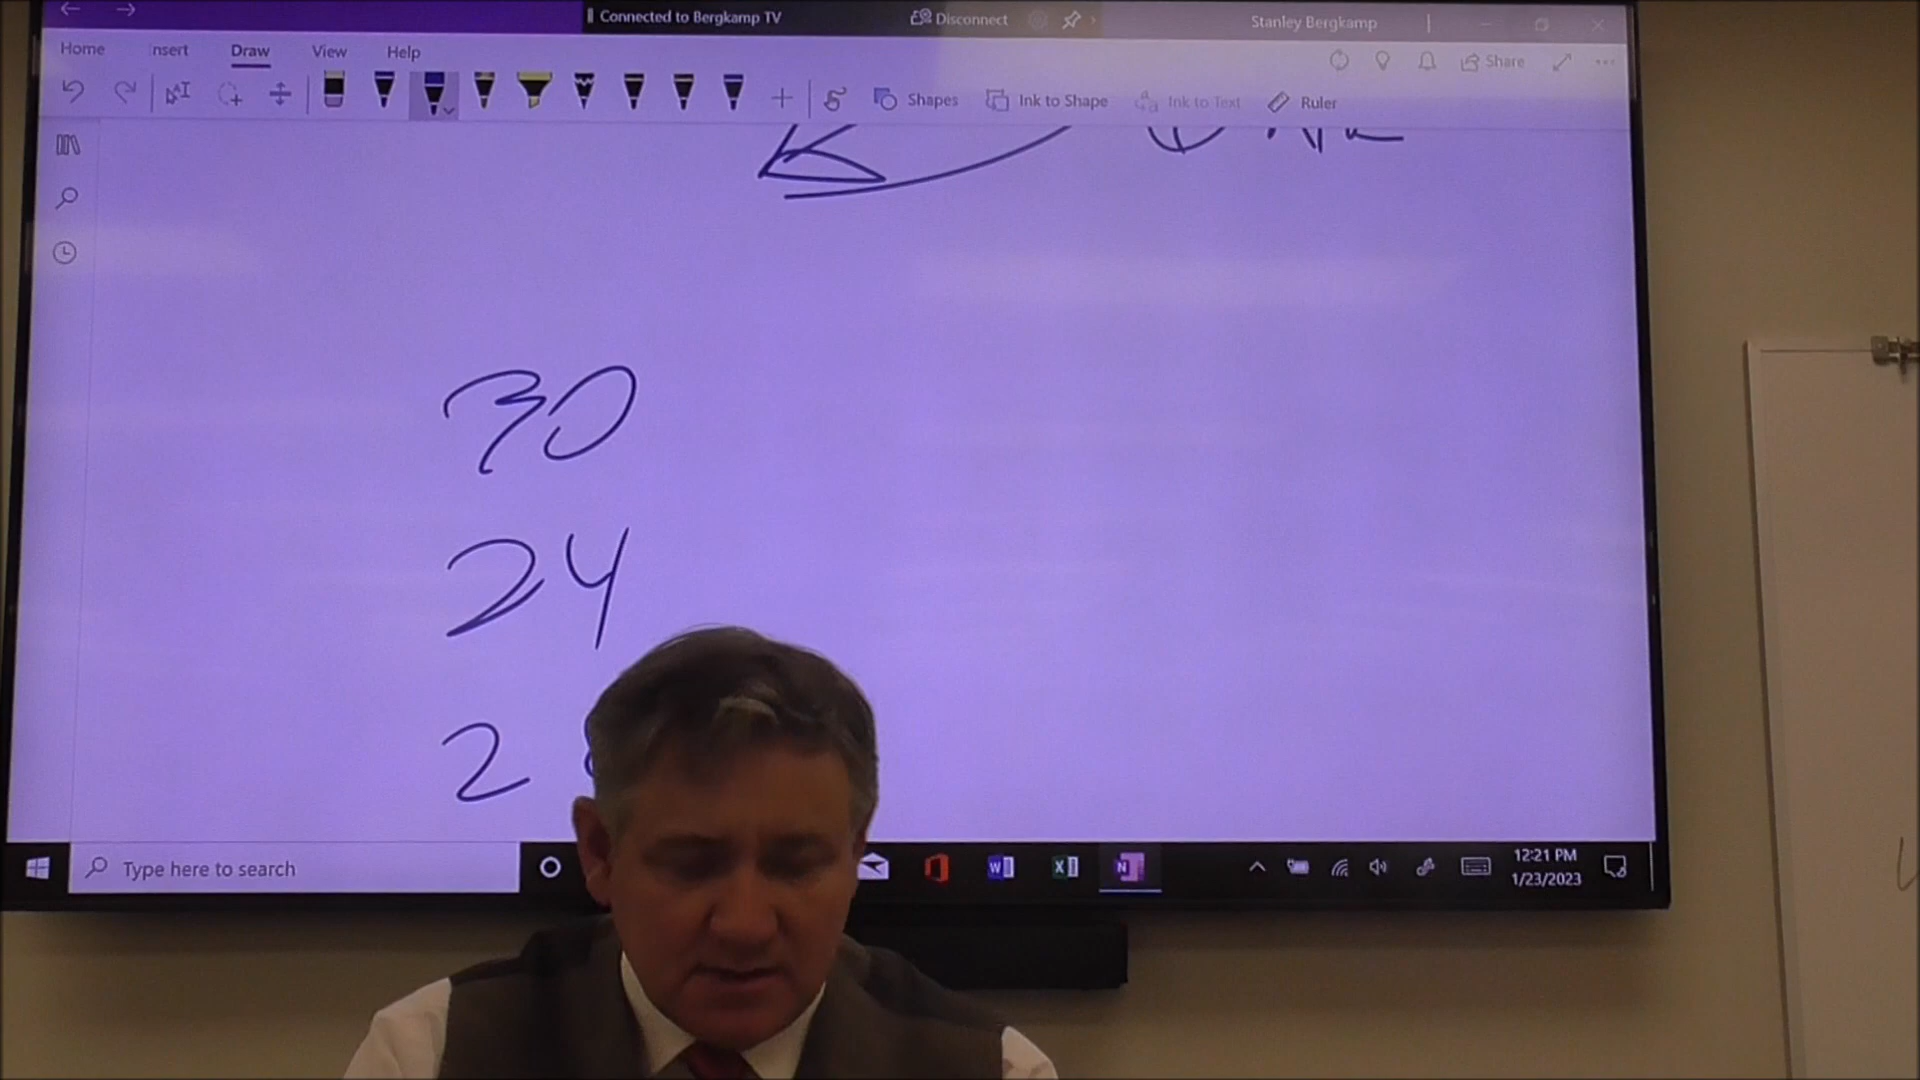 Connected to Bergkamp TV
Disconnect
Stanley Bergkamp
Home nsert Draw View Help
Share
Shapes Ink to Shape Ink to Text Ruler
30
24
2
Type here to search
12:21 PM
1/23/2023